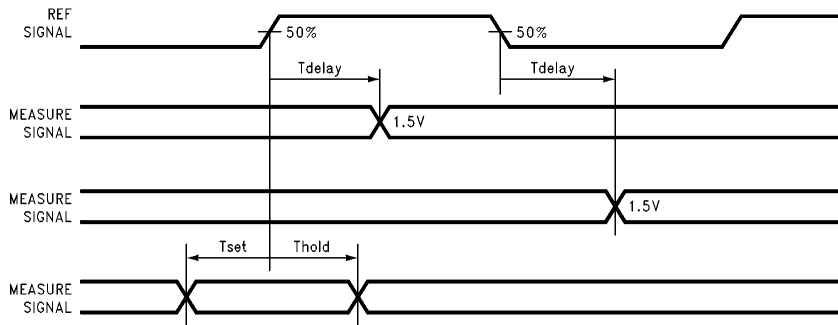 REF
SIGNAL
50%
50%
Tdelay
Tdelay
MEASURE
SIGNAL
1.5V
MEASURE
SIGNAL
1.5V
Tset
Thold
MEASURE
SIGNAL